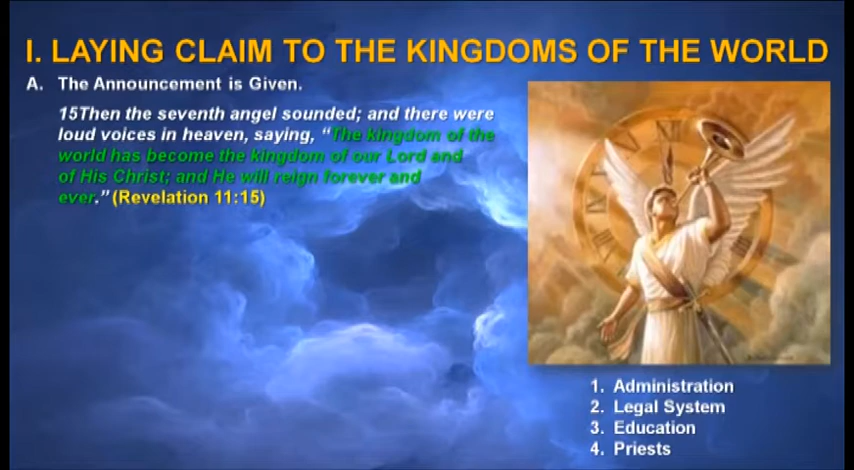 I. LAYING CLAIM TO THE KINGDOMS OF THE WORLD
A. The Announcement is Given.
15Then the seventh angel sounded; and there were
loud voices in heaven, saying, “The kingdom of the
world has become the kingdom of our Lord and
of His Christ; and He will reign forever and
ever.” (Revelation 11:15)
1. Administration
2. Legal System
3. Education
4. Priests